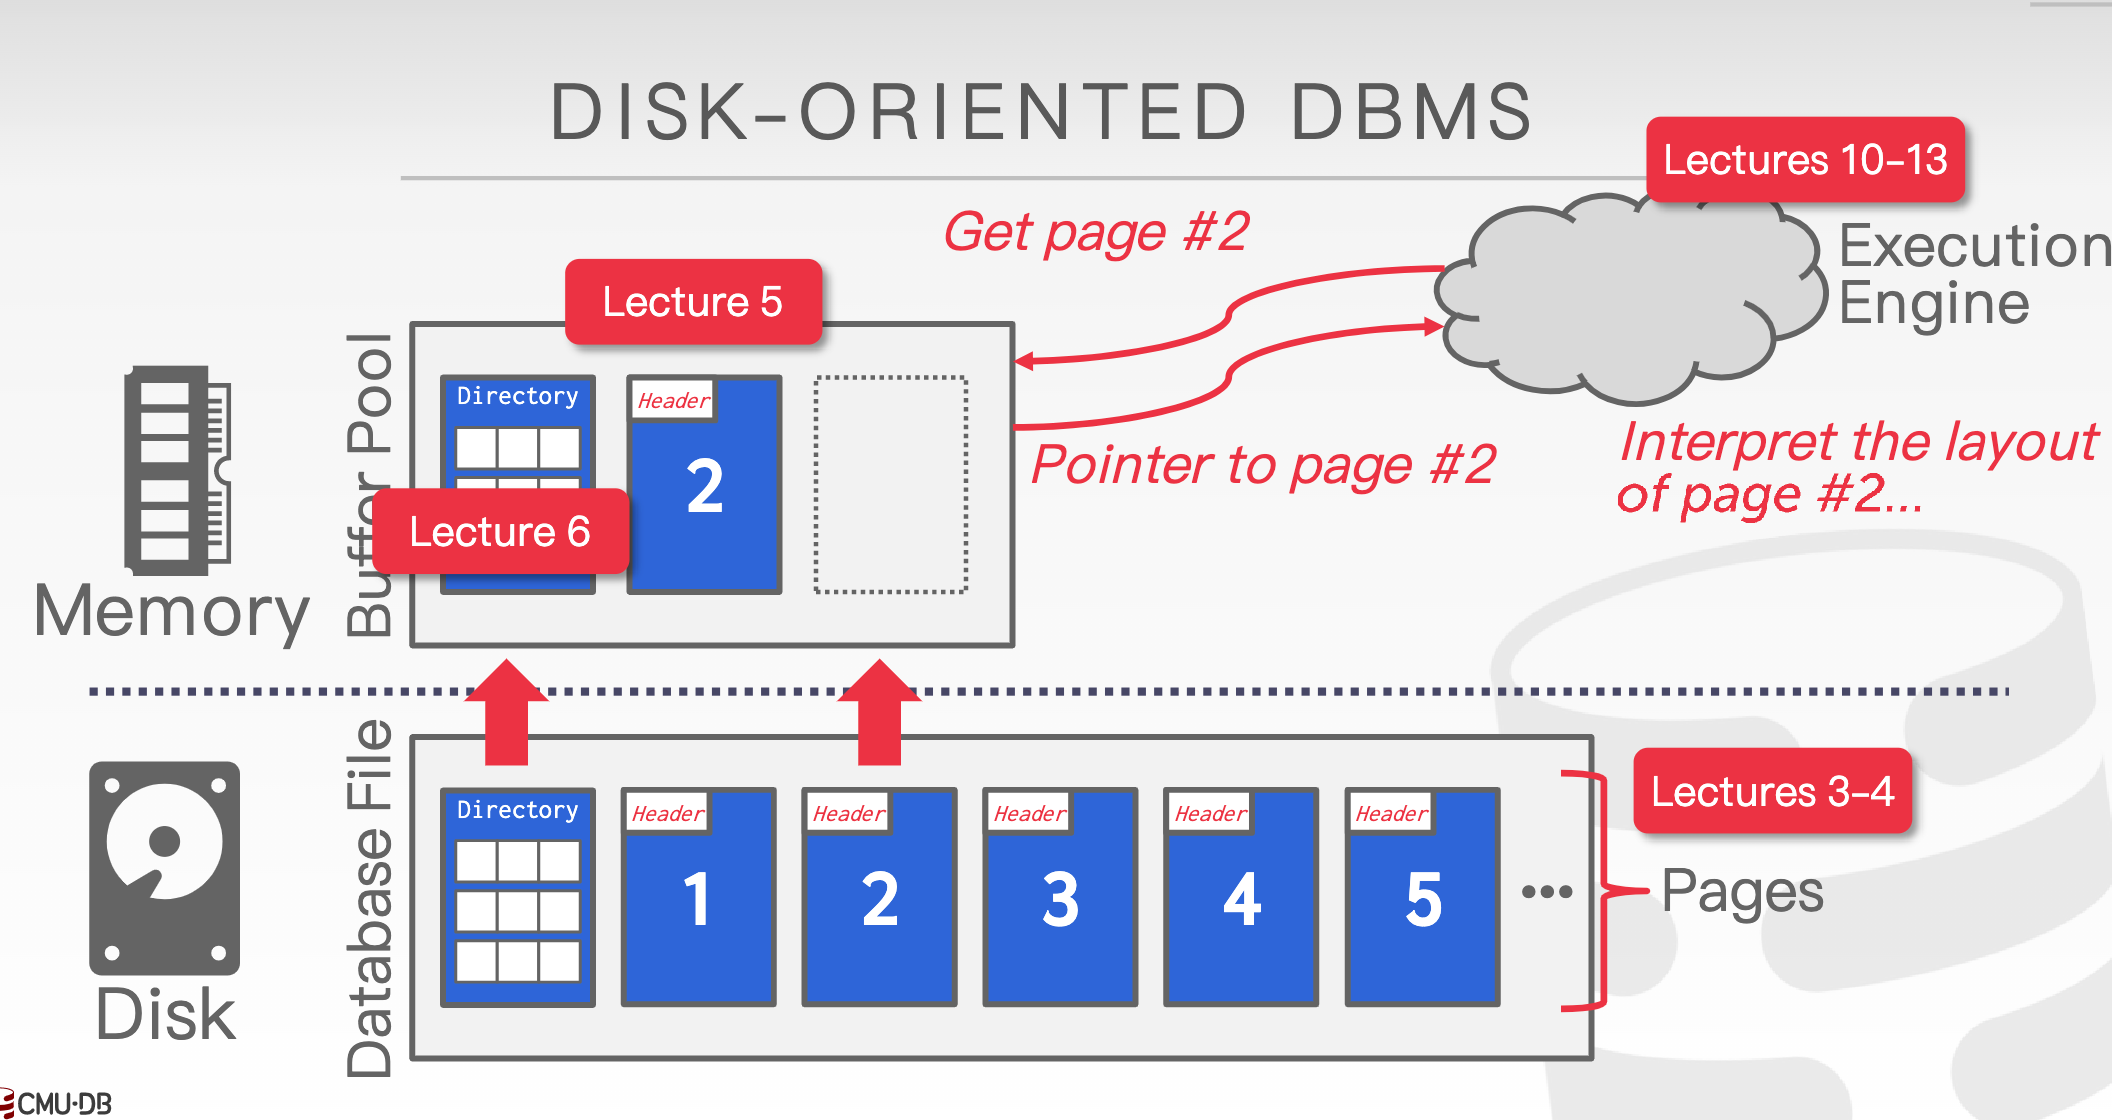 DISK-ORIENTED DBMS
Lectures 10-13
Get page #2
Execution
Engine
Lecture 5
Buffer Pool
Directory
Header
2
Lecture 6
Pointer to page #2
Interpret the layout
of page #2...
Memory
Database File
Directory
Header
1
Header
2
Header
3
Header
4
Header
5
...
Lectures 3-4
Pages
Disk
CMU·DB